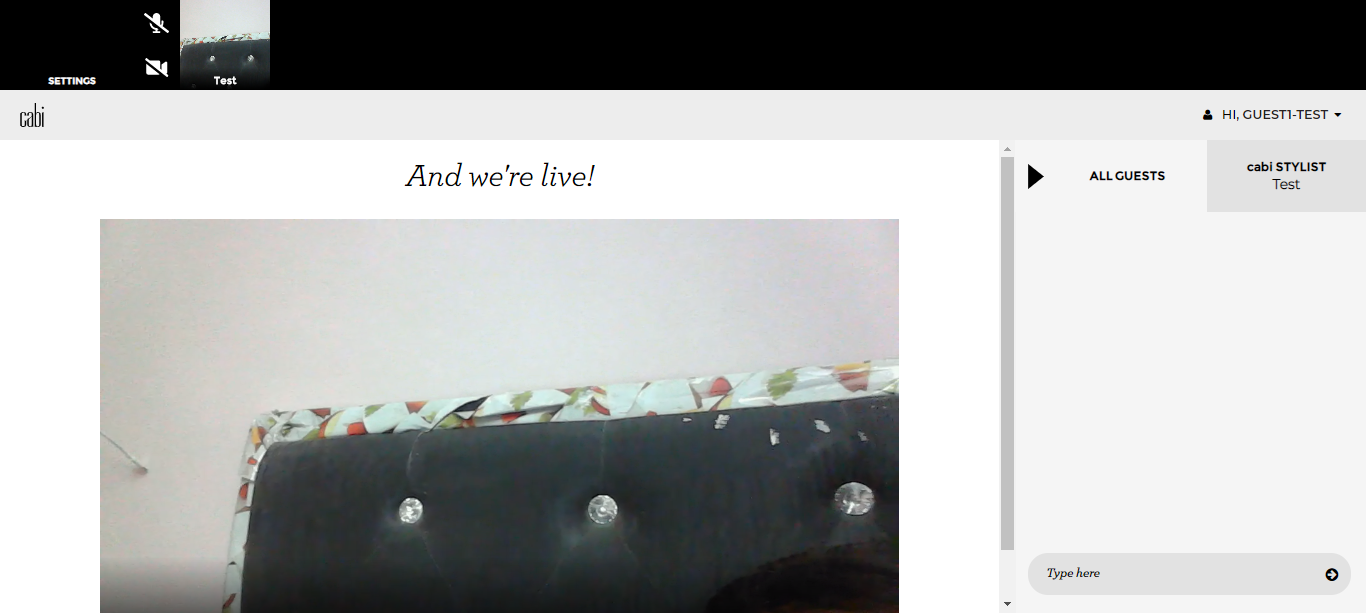 SETTINGS
Test
cabi
HI, GUEST1-TEST
And we're live!
ALL GUESTS
cabi STYLIST
Test
Type here